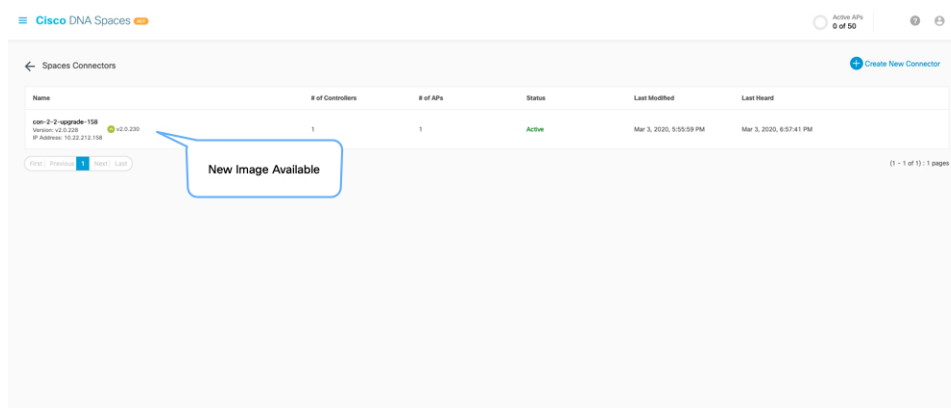 Cisco DNA Spaces
Active APs
0 of 50
Spaces Connectors
Create New Connector
Name # of Controllers # of APs Status Last Modified Last Heard
con-2-2-upgrade-158
Version: v2.0.228 v2.0.230
IP Address: 10.22.212.158
1 1 Active Mar 3, 2020, 5:55:59 PM Mar 3, 2020, 6:57:41 PM
First Previous 1 Next Last
(1 - 1 of 1) : 1 pages
New Image Available